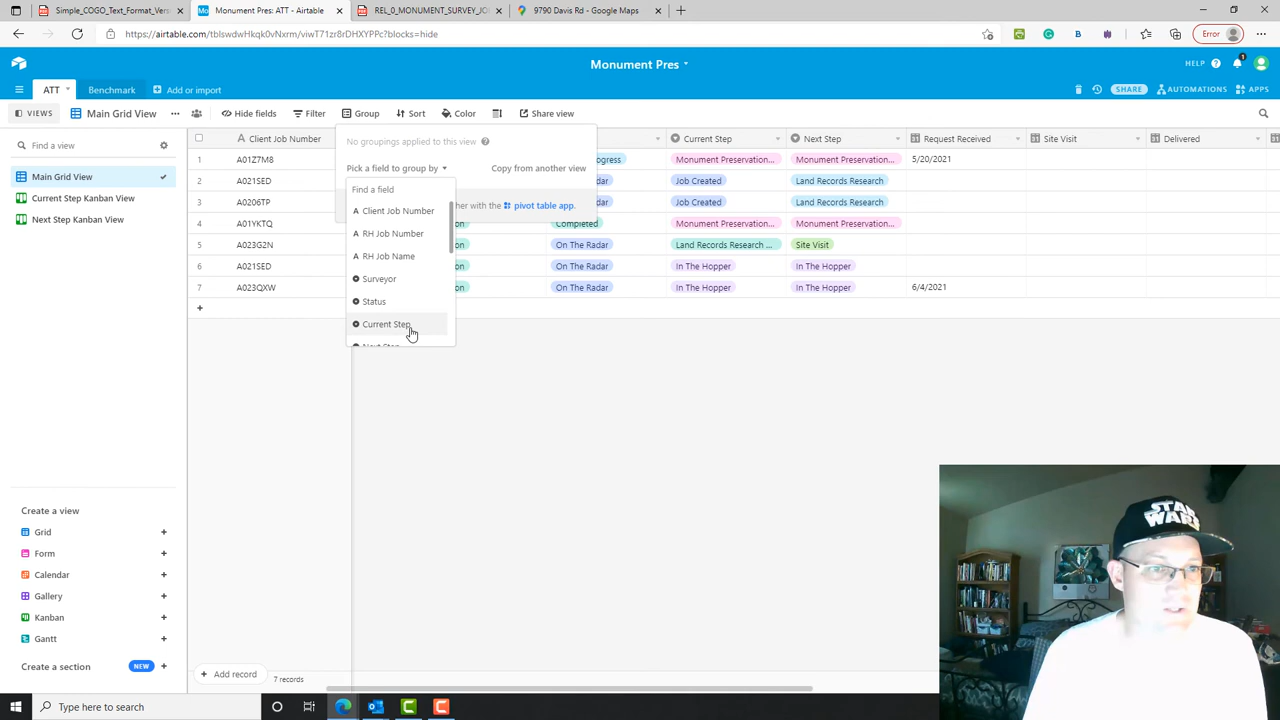 Simple_COGO_Text_Format_Vers
Monument Pres: ATT - Airtable
REL_0_MONUMENT_SURVEY_JO
9790 Davis Rd - Google Maps
https://airtable.com/tblswdwHkqk0vNxrm/viwT71zr8rDHXYPPc?blocks=hide
Error
Monument Pres
HELP
1
ATT
Benchmark
Add or import
SHARE
AUTOMATIONS
APPS
VIEWS
Main Grid View
Hide fields
Filter
Group
Sort
Color
Share view
Find a view
Main Grid View
Current Step Kanban View
Next Step Kanban View
Client Job Number
Current Step
Next Step
Request Received
Site Visit
Delivered
1 A01Z7M8 Monument Preservation... Monument Preservation... 5/20/2021
2 A021SED Job Created Land Records Research
3 A0206TP Job Created Land Records Research
4 A01YKTQ Completed Monument Preservation... Monument Preservation...
5 A023G2N On The Radar Land Records Research ... Site Visit
6 A021SED On The Radar In The Hopper In The Hopper
7 A023QXW On The Radar In The Hopper In The Hopper 6/4/2021
No groupings applied to this view
Pick a field to group by
Copy from another view
pivot table app.
Find a field
Client Job Number
RH Job Number
RH Job Name
Surveyor
Status
Current Step
Next Step
Create a view
Grid
Form
Calendar
Gallery
Kanban
Gantt
Create a section NEW
Add record
7 records
STAR
WARS
Type here to search